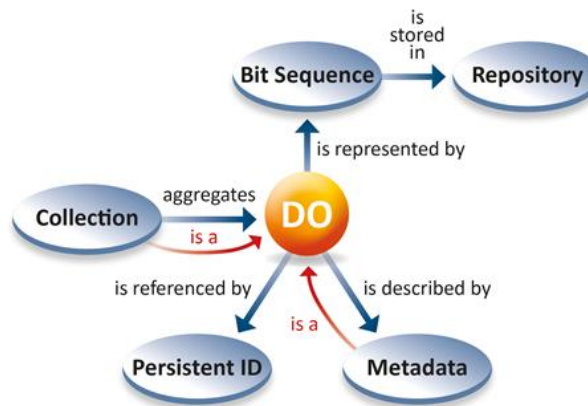 is
stored
in
Bit Sequence
Repository
is represented by
aggregates
Collection
DO
is a
is referenced by
is described by
is a
Persistent ID
Metadata